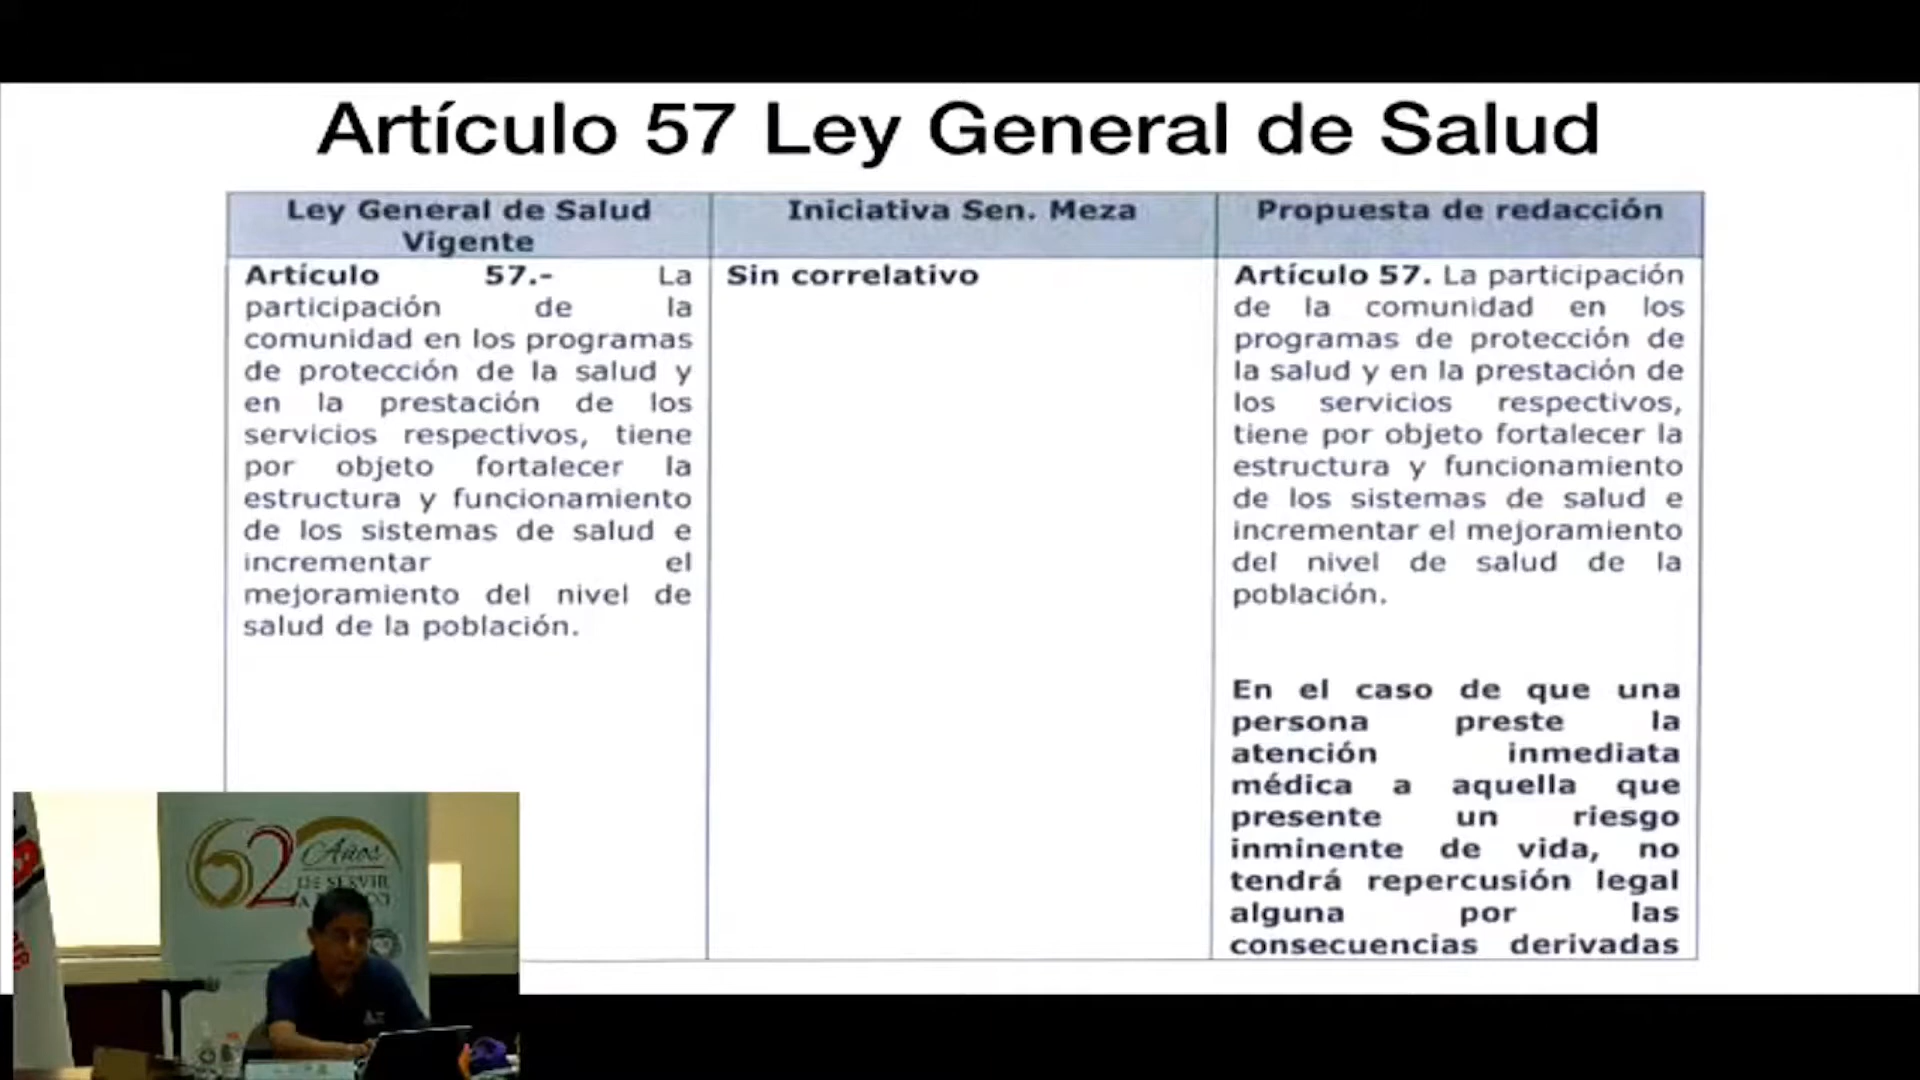 Artículo 57 Ley General de Salud
Ley General de Salud
Vigente
Iniciativa Sen. Meza
Propuesta de redacción
Artículo 57.- La
participación de la
comunidad en los programas
de protección de la salud y
en la prestación de los
servicios respectivos, tiene
por objeto fortalecer la
estructura y funcionamiento
de los sistemas de salud e
incrementar el
mejoramiento del nivel de
salud de la población.
Sin correlativo
Artículo 57. La participación
de la comunidad en los
programas de protección de
la salud y en la prestación de
los servicios respectivos,
tiene por objeto fortalecer la
estructura y funcionamiento
de los sistemas de salud e
incrementar el mejoramiento
del nivel de salud de la
población.
En el caso de que una
persona preste la
atención inmediata
médica a aquella que
presente un riesgo
inminente de vida, no
tendrá repercusión legal
alguna por las
consecuencias derivadas
62 Años
DE SERVIR
A